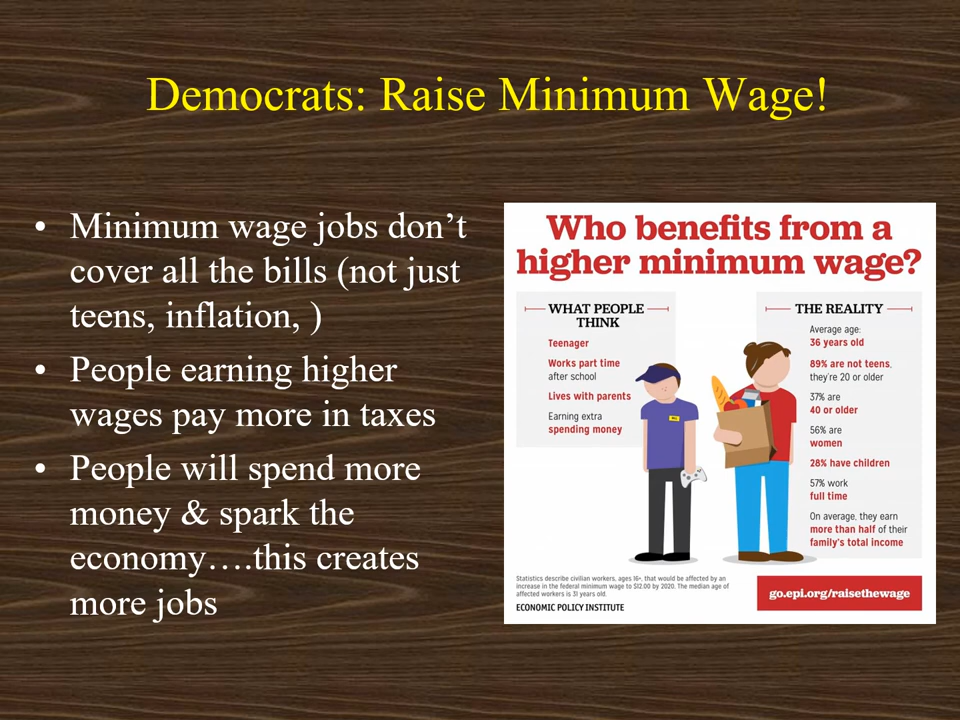 Democrats: Raise Minimum Wage!
• Minimum wage jobs don’t
cover all the bills (not just
teens, inflation, )
• People earning higher
wages pay more in taxes
• People will spend more
money & spark the
economy….this creates
more jobs
Who benefits from a
higher minimum wage?
WHAT PEOPLE
THINK
Teenager
Works part time
after school
Lives with parents
Earning extra
spending money
THE REALITY
Average age:
36 years old
89% are not teens,
they're 20 or older
37% are
40 or older
56% are
women
28% have children
57% work
full time
On average, they earn
more than half of their
family's total income
Statistics describe civilian workers, ages 16+, that would be affected by an
increase in the federal minimum wage to $12.00 by 2020. The median age of
affected workers is 31 years old.
ECONOMIC POLICY INSTITUTE
go.epi.org/raisethewage